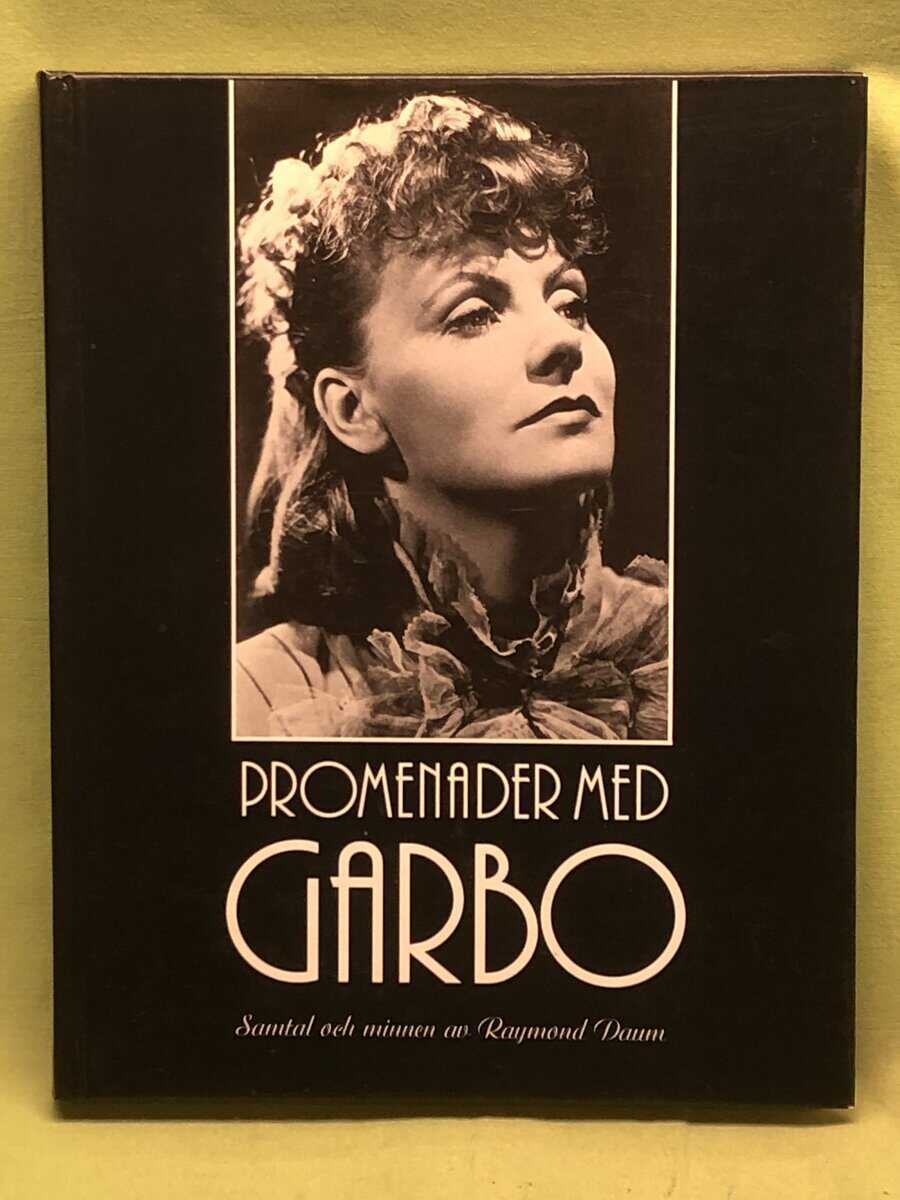 PROMENADER MED
GARBO
Samtal och minnen av Raymond Daum